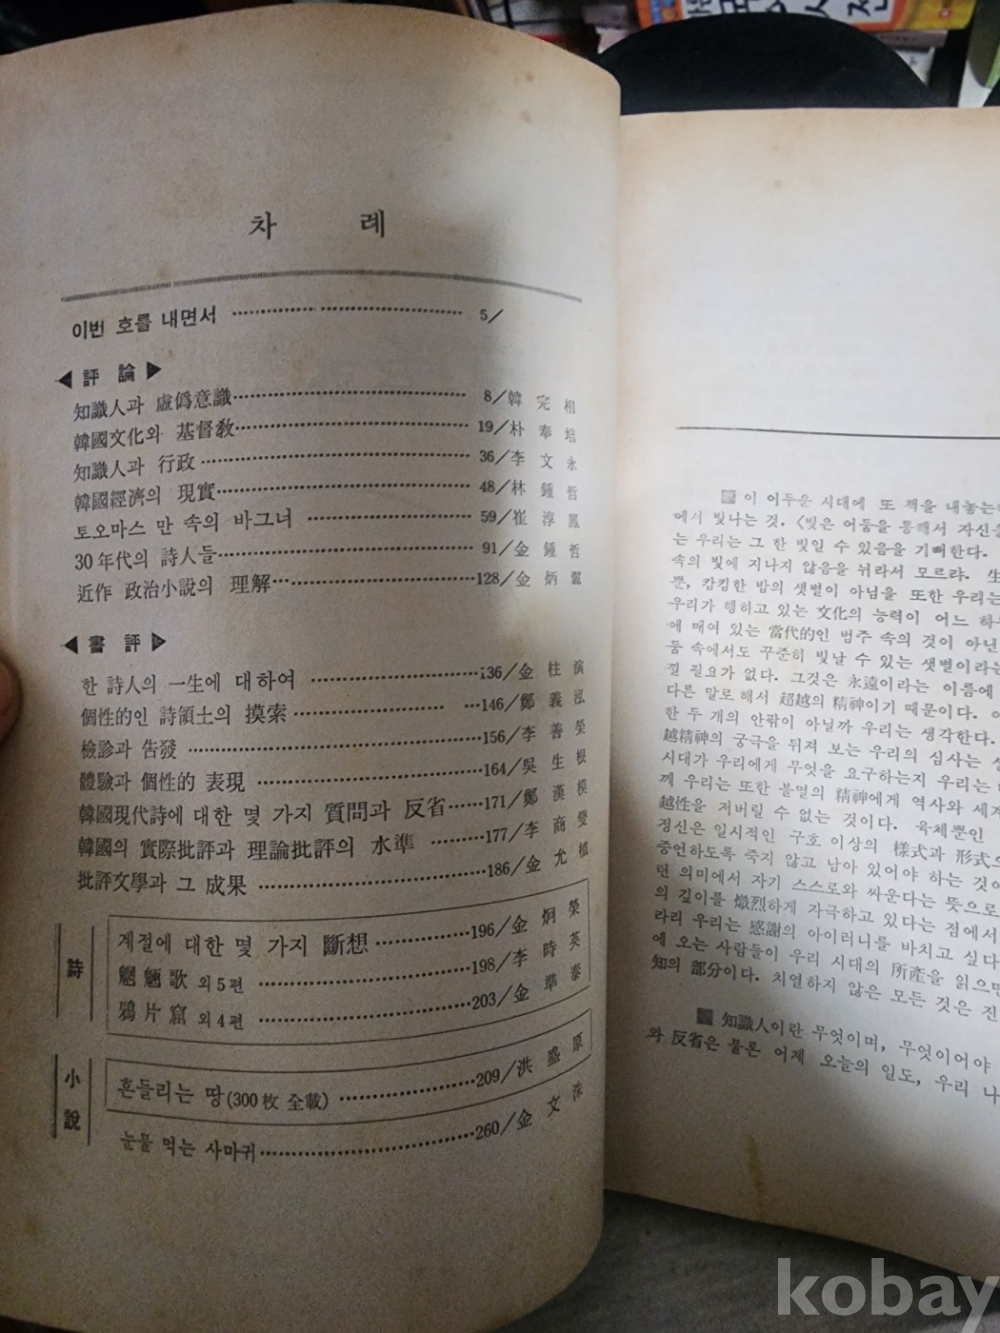 차 례
이번 호를 내면서 5/
評論
知識人과 虛僞意識 8/韓完相
韓國文化와 基督敎 19/朴奉培
知識人과 行政 36/李文永
韓國經濟의 現實 48/林鍾哲
토오마스 만 속의 바그너 59/崔淳鳳
30年代의 詩人들 91/金鍾哲
近作 政治小說의 理解 128/金炳翼
書評
한 詩人의 一生에 대하여 136/金柱演
個性的인 詩領土의 摸索 146/鄭義泓
檢診과 告發 156/李善榮
體驗과 個性的 表現 164/吳生根
韓國現代詩에 대한 몇 가지 質問과 反省 171/鄭漢模
韓國의 實際批評과 理論批評의 水準 177/李商燮
批評文學과 그 成果 186/金尤植
詩
계절에 대한 몇 가지 斷想 196/金炯榮
魍魎歌 외 5편 198/李時英
鴉片窟 외 4편 203/金準泰
小說
흔들리는 땅(300枚 全載) 209/洪盛原
눈물 먹는 사마귀 260/金文洙
이 어두운 시대에 또 책을 내놓는
에서 빛나는 것. 〈빛은 어둠을 통해서 자신을
는 우리는 그 한 빛일 수 있음을 기뻐한다.
속의 빛에 지나지 않음을 뉘라서 모르랴. 生
뿐, 캄캄한 밤의 샛별이 아님을 또한 우리는
우리가 행하고 있는 文化의 능력이 어느 하
에 매여 있는 當代的인 범주 속의 것이 아닌
둠 속에서도 꾸준히 빛날 수 있는 샛별이라는
낄 필요가 없다. 그것은 永遠이라는 이름에
다른 말로 해서 超越의 精神이기 때문이다.
한 두 개의 안팎이 아닐까 우리는 생각한다.
越精神의 궁극을 뒤져 보는 우리의 심사는
시대가 우리에게 무엇을 요구하는지 우리는
께 우리는 또한 불멸의 精神에게 역사와 세계
越性을 저버릴 수 없는 것이다. 육체뿐인
정신은 일시적인 구호 이상의 樣式과 形式으
증언하도록 죽지 않고 남아 있어야 하는 것이
런 의미에서 자기 스스로와 싸운다는 뜻으로
의 깊이를 熾烈하게 자극하고 있다는 점에서
라리 우리는 感謝의 아이러니를 바치고 싶다
에 오는 사람들이 우리 시대의 所產을 읽으면
知의 部分이다. 치열하지 않은 모든 것은 진
知識人이란 무엇이며, 무엇이어야
와 反省은 물론 어제 오늘의 일도, 우리 나
kobay